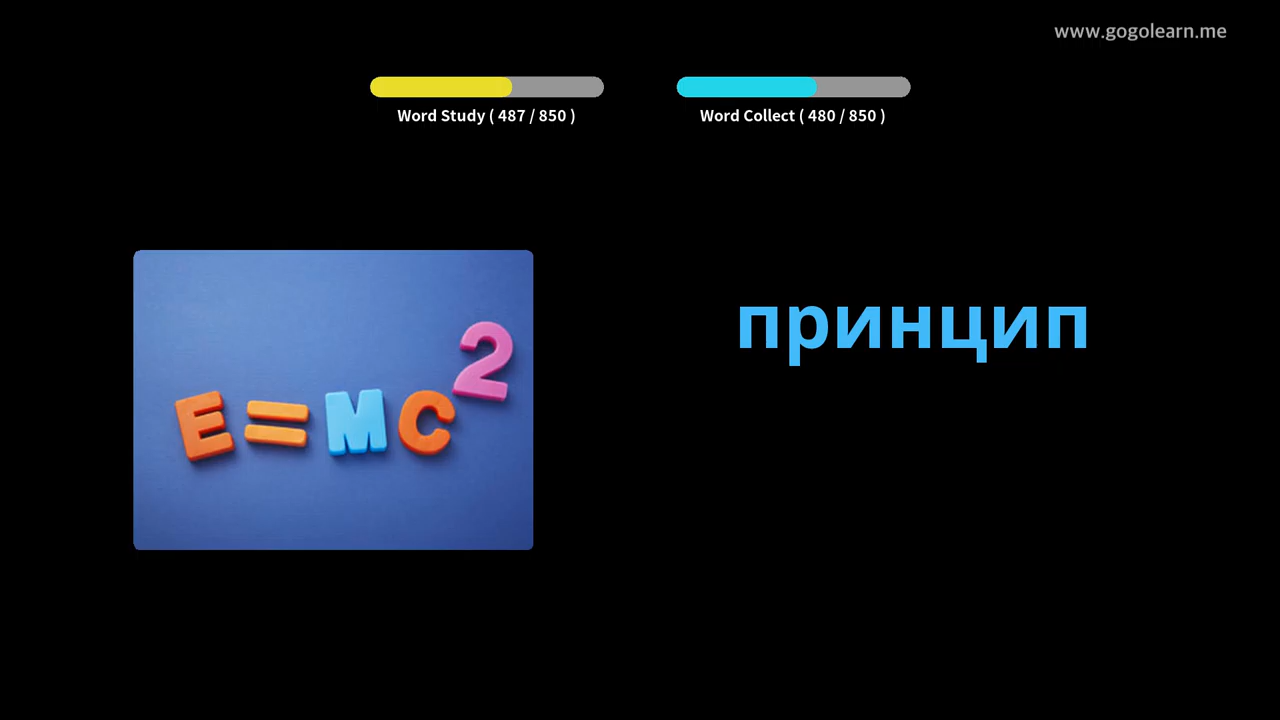 www.gogolearn.me
Word Study ( 487 / 850 )
Word Collect ( 480 / 850 )
принцип
E=MC²